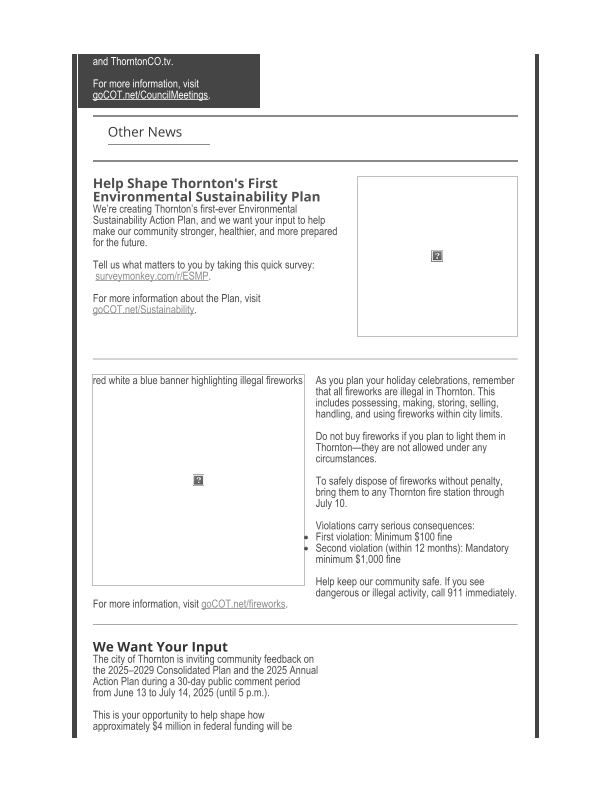 and ThorntonCO.tv.
For more information, visit
goCOT.net/CouncilMeetings.
Other News
Help Shape Thornton's First
Environmental Sustainability Plan
We're creating Thornton's first-ever Environmental
Sustainability Action Plan, and we want your input to help
make our community stronger, healthier, and more prepared
for the future.
Tell us what matters to you by taking this quick survey:
surveymonkey.com/r/ESMP.
For more information about the Plan, visit
goCOT.net/Sustainability.
red white a blue banner highlighting illegal fireworks
For more information, visit goCOT.net/fireworks.
As you plan your holiday celebrations, remember
that all fireworks are illegal in Thornton. This
includes possessing, making, storing, selling,
handling, and using fireworks within city limits.
Do not buy fireworks if you plan to light them in
Thornton—they are not allowed under any
circumstances.
To safely dispose of fireworks without penalty,
bring them to any Thornton fire station through
July 10.
Violations carry serious consequences:
• First violation: Minimum $100 fine
• Second violation (within 12 months): Mandatory
minimum $1,000 fine
Help keep our community safe. If you see
dangerous or illegal activity, call 911 immediately.
We Want Your Input
The city of Thornton is inviting community feedback on
the 2025–2029 Consolidated Plan and the 2025 Annual
Action Plan during a 30-day public comment period
from June 13 to July 14, 2025 (until 5 p.m.).
This is your opportunity to help shape how
approximately $4 million in federal funding will be